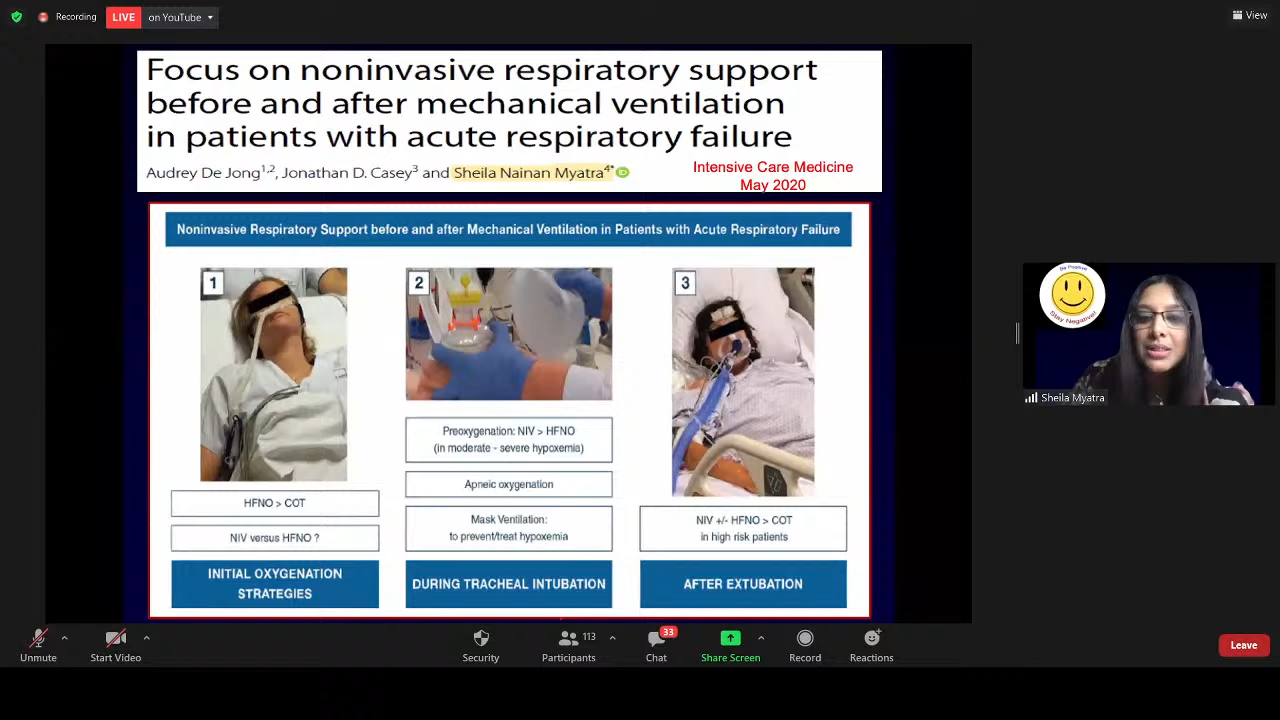 Recording
LIVE on YouTube
View
Focus on noninvasive respiratory support
before and after mechanical ventilation
in patients with acute respiratory failure
Audrey De Jong1,2, Jonathan D. Casey3 and Sheila Nainan Myatra4*
Intensive Care Medicine
May 2020
Noninvasive Respiratory Support before and after Mechanical Ventilation in Patients with Acute Respiratory Failure
1
HFNO > COT
NIV versus HFNO ?
INITIAL OXYGENATION
STRATEGIES
2
Preoxygenation: NIV > HFNO
(in moderate - severe hypoxemia)
Apneic oxygenation
Mask Ventilation:
to prevent/treat hypoxemia
DURING TRACHEAL INTUBATION
3
NIV +/- HFNO > COT
in high risk patients
AFTER EXTUBATION
Be Positive
Stay Negative!
Sheila Myatra
Unmute
Start Video
Security
113
Participants
33
Chat
Share Screen
Record
Reactions
Leave